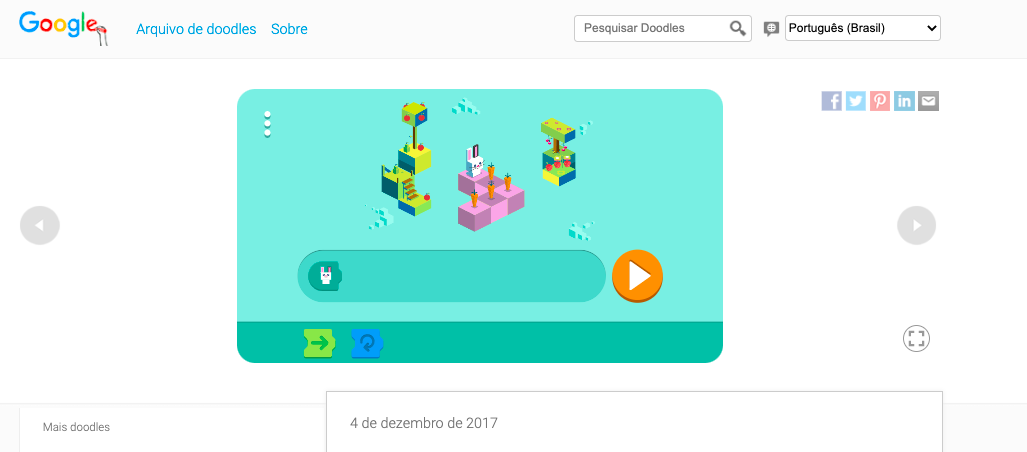 Google
Arquivo de doodles
Sobre
Pesquisar Doodles
Português (Brasil)
4 de dezembro de 2017
Mais doodles